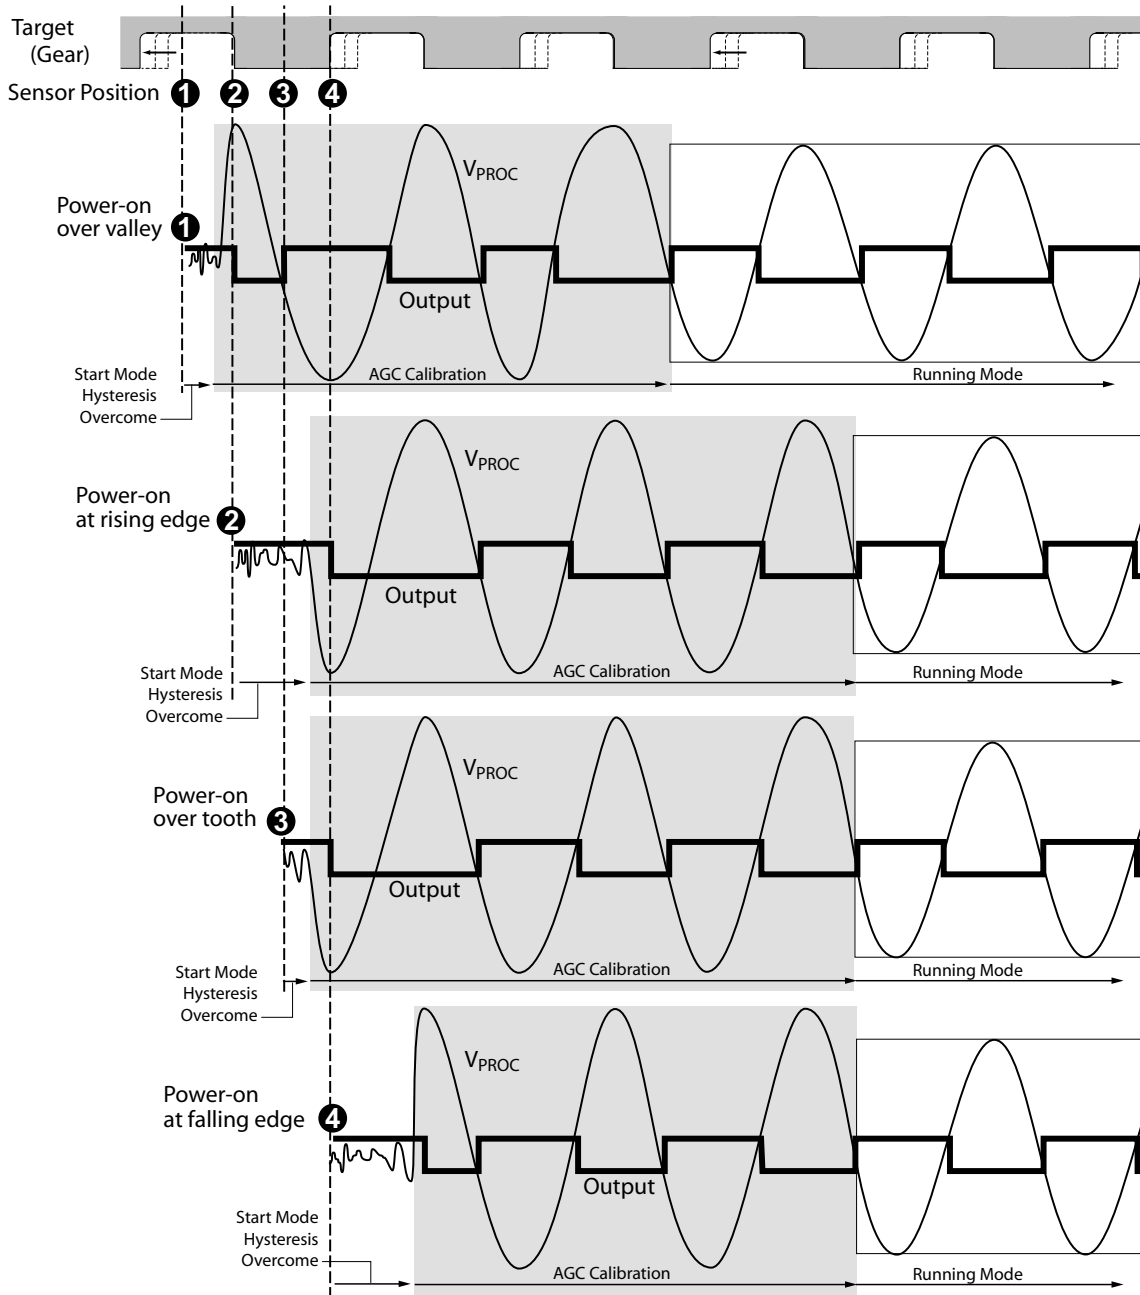 Target
(Gear)
Sensor Position 1 2 3 4
V_PROC
Power-on
over valley 1
Output
Start Mode
Hysteresis
Overcome
AGC Calibration
Running Mode
V_PROC
Power-on
at rising edge 2
Output
Start Mode
Hysteresis
Overcome
AGC Calibration
Running Mode
V_PROC
Power-on
over tooth 3
Output
Start Mode
Hysteresis
Overcome
AGC Calibration
Running Mode
V_PROC
Power-on
at falling edge 4
Output
Start Mode
Hysteresis
Overcome
AGC Calibration
Running Mode